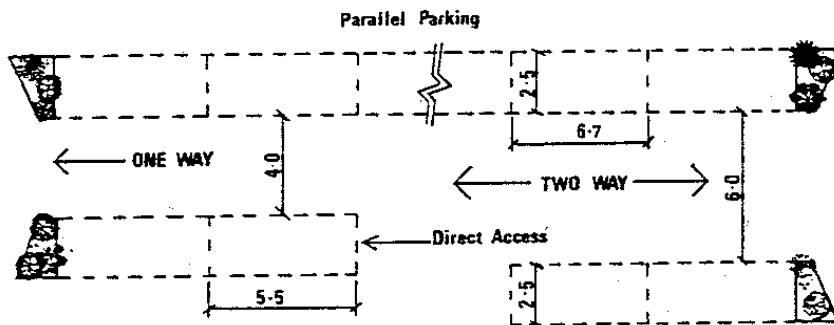 Parallel Parking
2·5
6·7
ONE WAY
4·0
TWO WAY
6·0
Direct Access
5·5
2·5